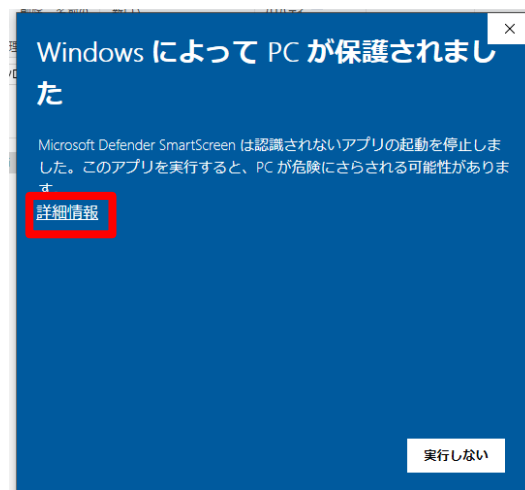 Windows によって PC が保護されまし
た
Microsoft Defender SmartScreen は認識されないアプリの起動を停止しま
した。このアプリを実行すると、PC が危険にさらされる可能性がありま
す。
詳細情報
実行しない